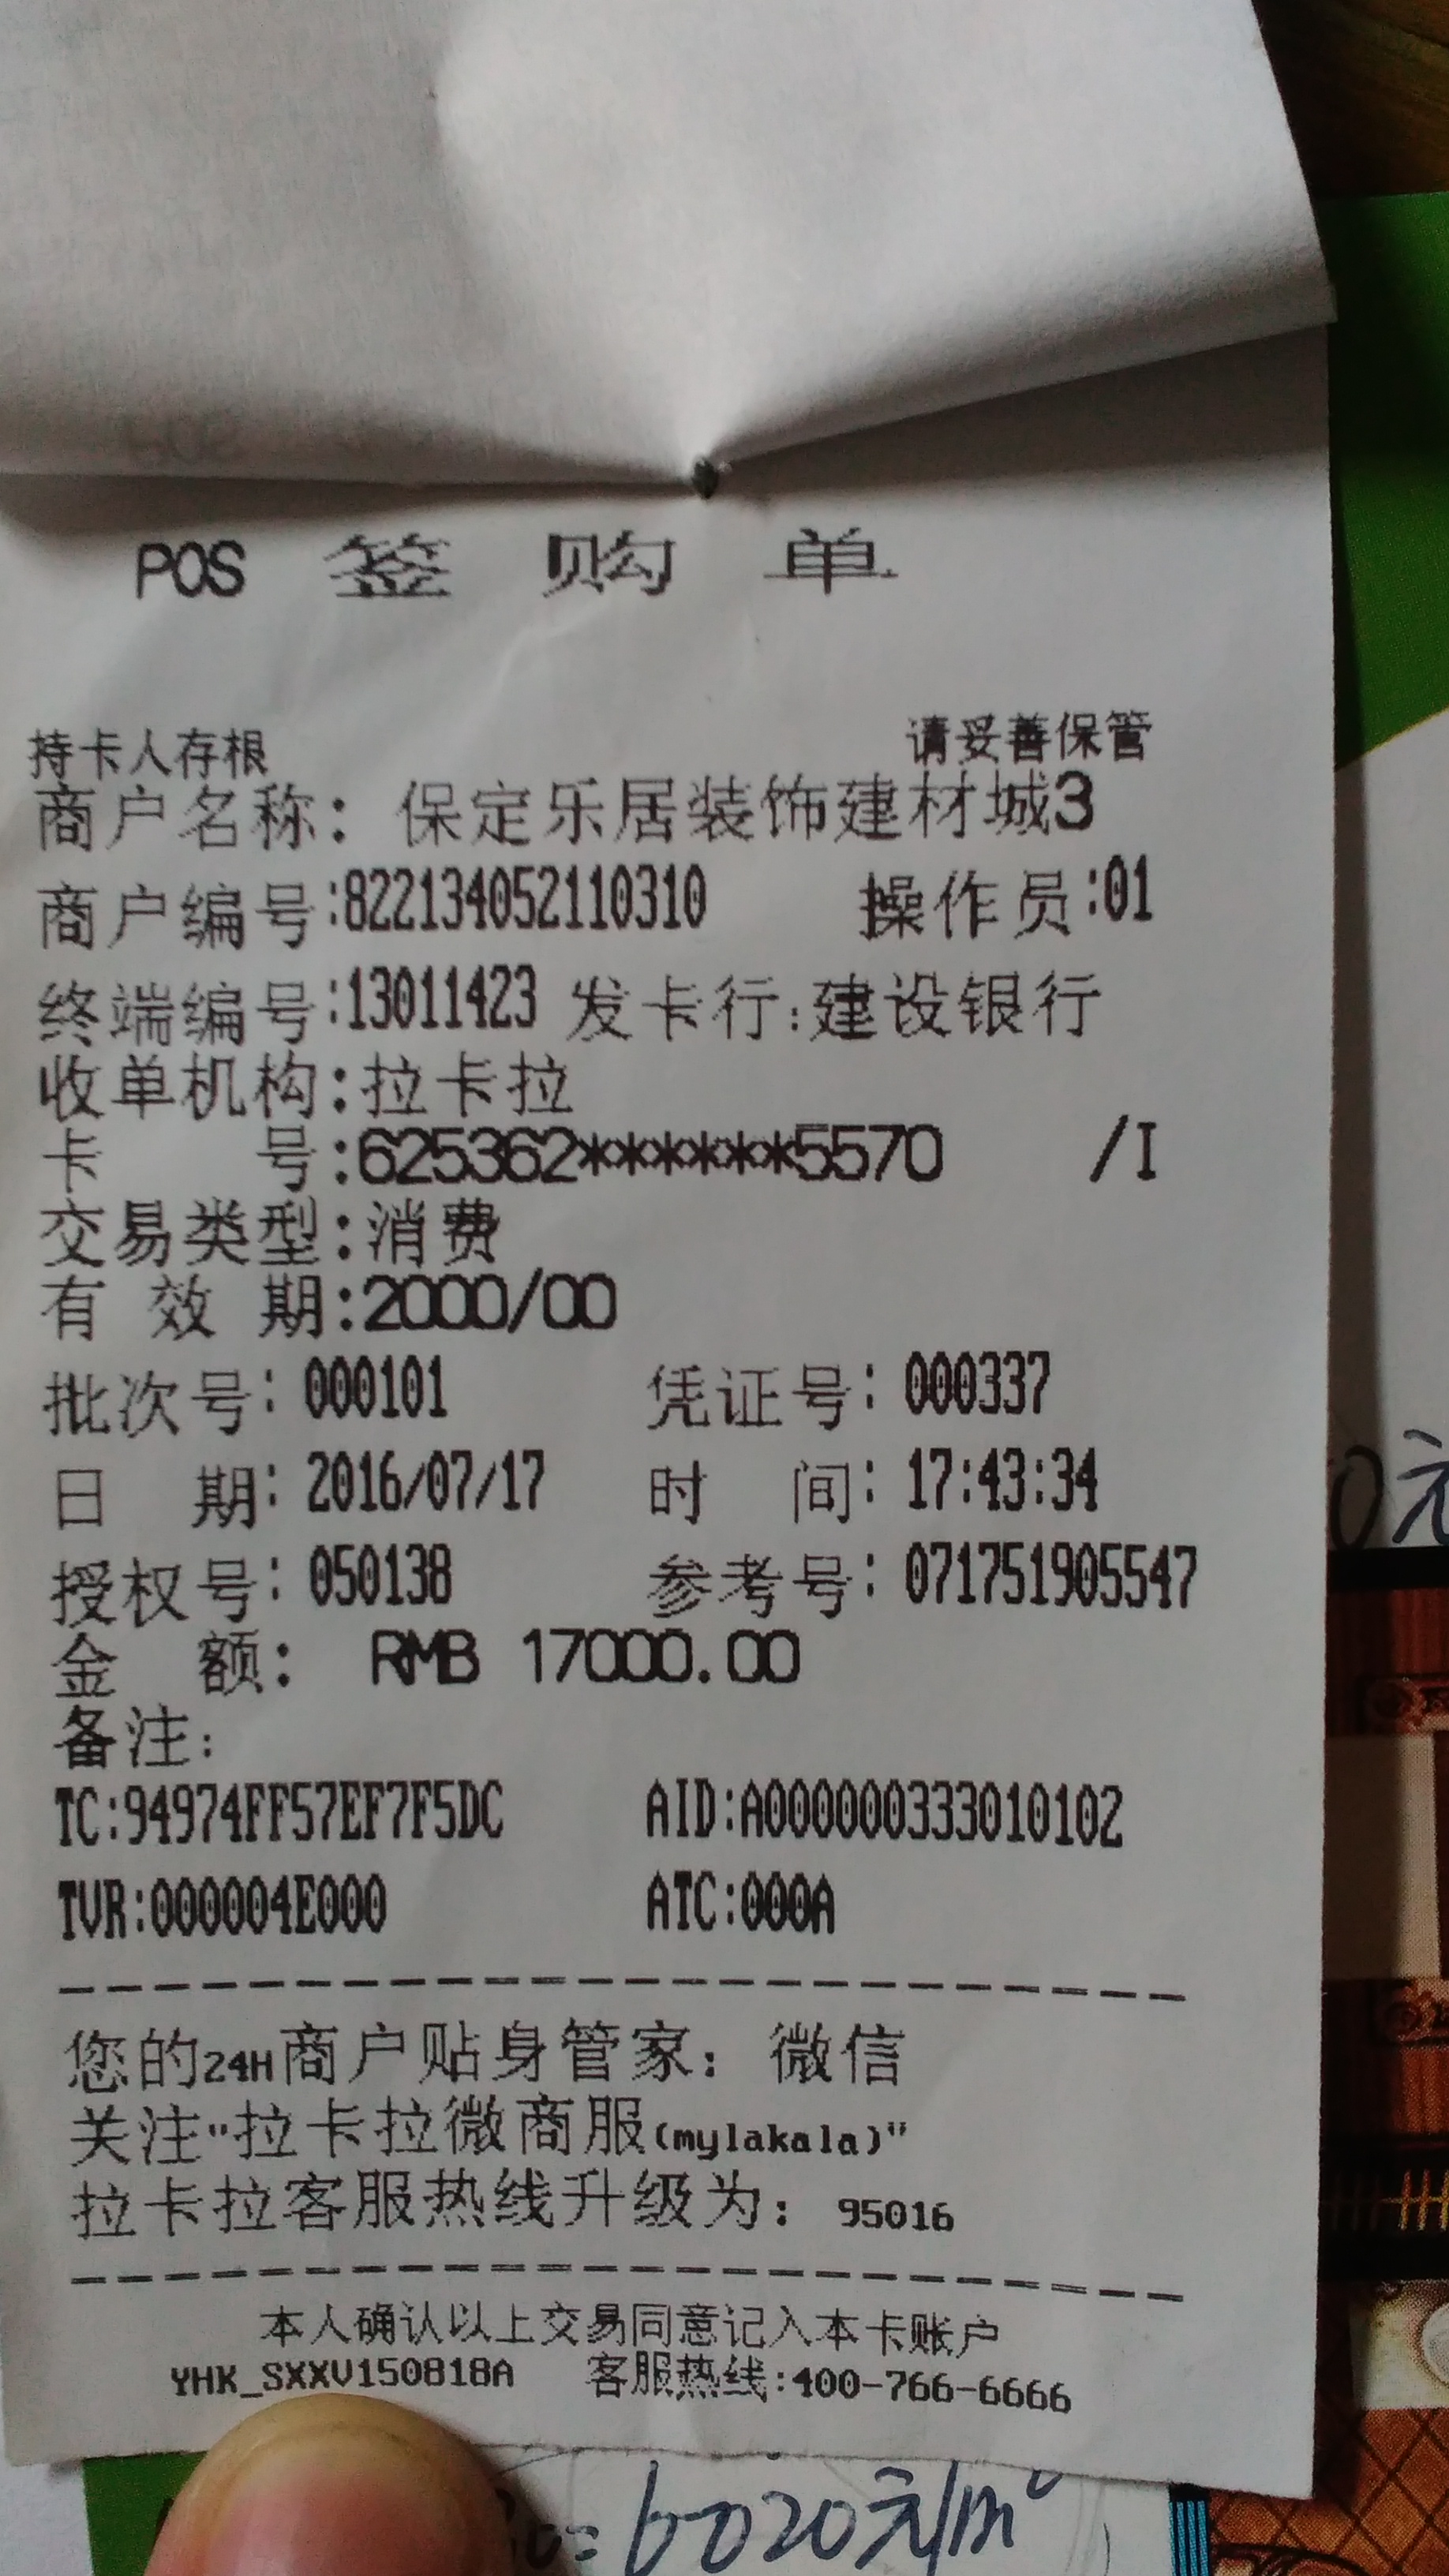 POS 签购单
持卡人存根 请妥善保管
商户名称: 保定乐居装饰建材城3
商户编号:822134052110310 操作员:01
终端编号:13011423 发卡行:建设银行
收单机构:拉卡拉
卡 号:625362******5570 /I
交易类型:消费
有 效 期:2000/00
批次号: 000101 凭证号: 000337
日 期: 2016/07/17 时 间: 17:43:34
授权号: 050138 参考号: 071751905547
金 额: RMB 17000.00
备注:
TC:94974FF57EF7F5DC AID:A000000333010102
TVR:000004E000 ATC:000A
您的24H商户贴身管家: 微信
关注"拉卡拉微商服(mylakala)"
拉卡拉客服热线升级为: 95016
本人确认以上交易同意记入本卡账户
YHK_SXXV150818A 客服热线:400-766-6666
0元
=6020元/m²